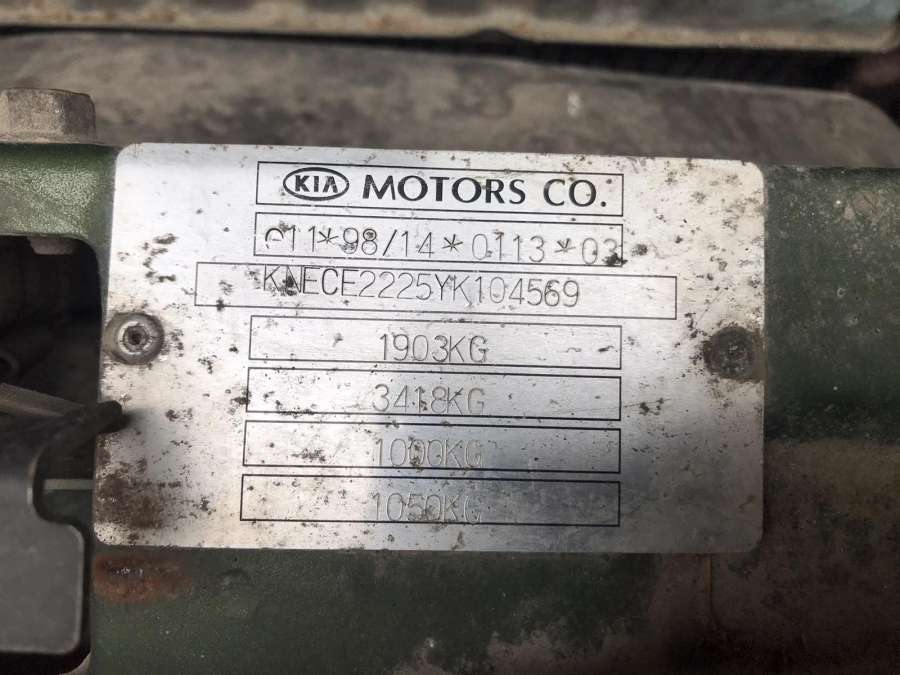 KIA MOTORS CO.
e11*98/14*0113*03
KNECE2225YK104569
1903KG
3418KG
1000KG
1050KG